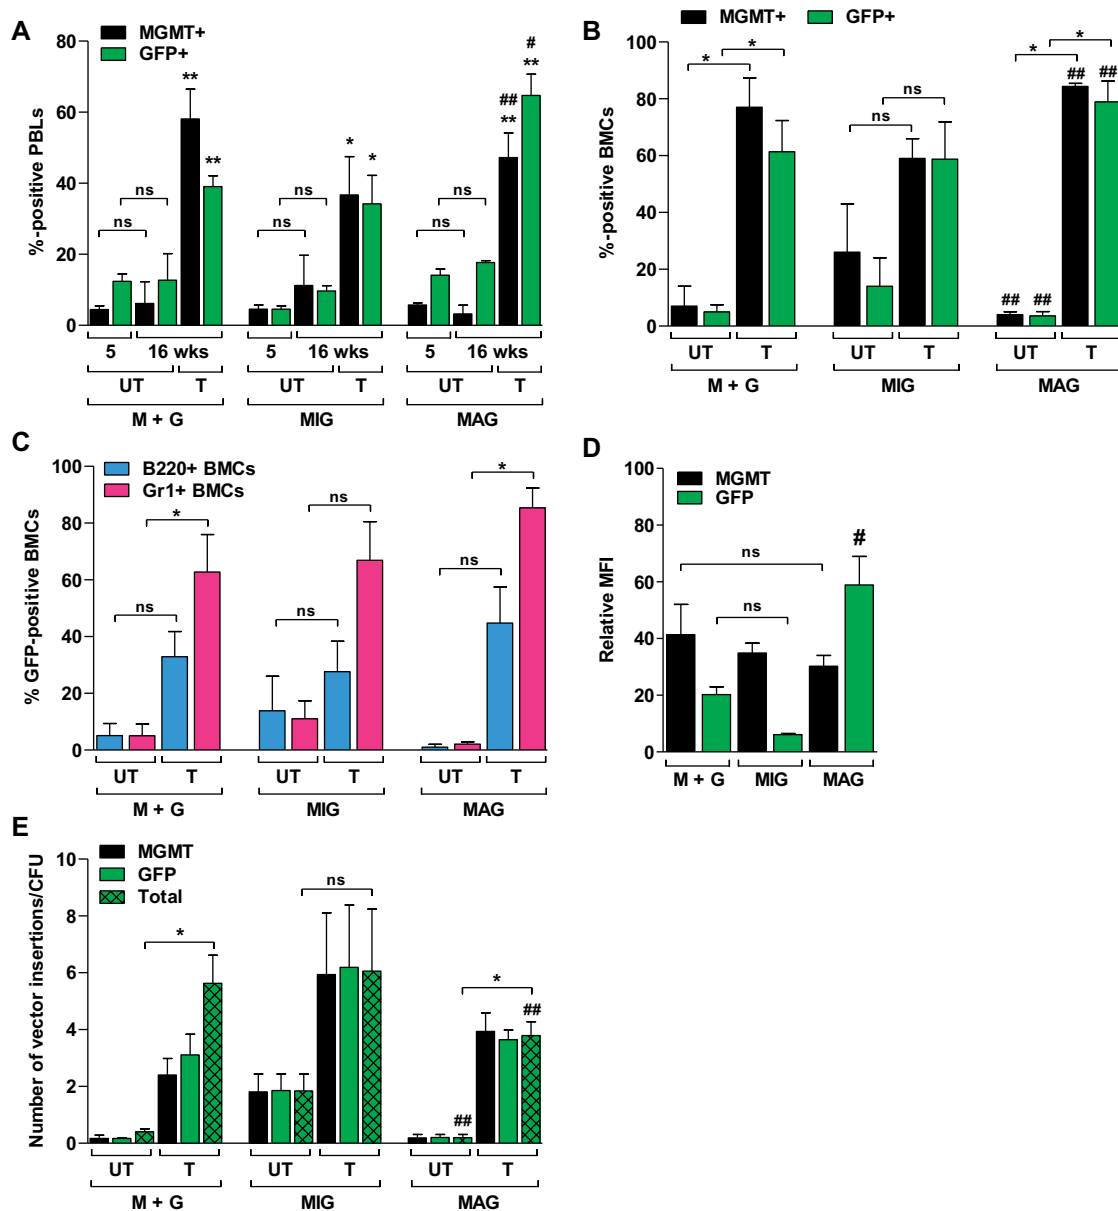 A
MGMT+
GFP+
%-positive PBLs
80
60
40
20
0
ns
ns
**
**
ns
ns
*
*
ns
ns
##
**
#
**
5
16 wks
5
16 wks
5
16 wks
UT
T
UT
T
UT
T
M + G
MIG
MAG
B
MGMT+
GFP+
%-positive BMCs
100
80
60
40
20
0
*
*
ns
ns
*
*
##
##
##
##
UT
T
UT
T
UT
T
M + G
MIG
MAG
C
B220+ BMCs
Gr1+ BMCs
% GFP-positive BMCs
100
80
60
40
20
0
ns
*
ns
ns
ns
*
UT
T
UT
T
UT
T
M + G
MIG
MAG
D
MGMT
GFP
Relative MFI
100
80
60
40
20
0
ns
ns
#
M + G
MIG
MAG
E
MGMT
GFP
Total
Number of vector insertions/CFU
10
8
6
4
2
0
*
ns
*
##
##
UT
T
UT
T
UT
T
M + G
MIG
MAG